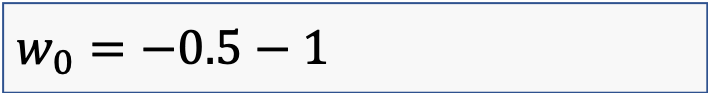 w₀ = −0.5 − 1